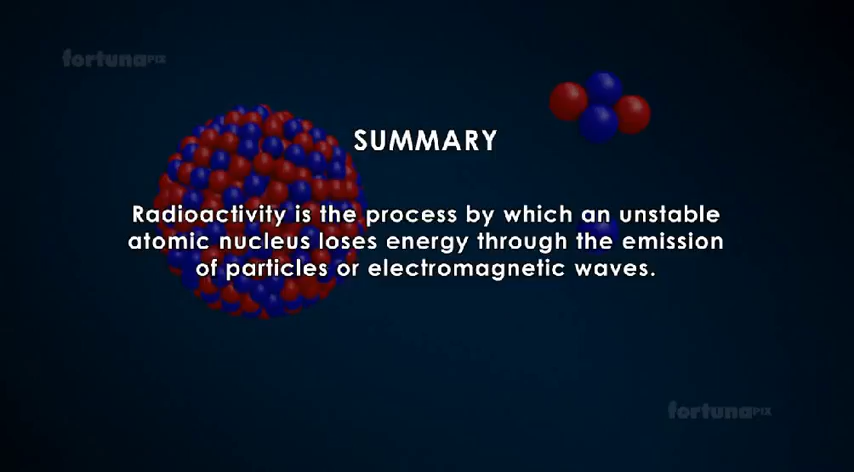 fortunaPIX
SUMMARY
Radioactivity is the process by which an unstable
atomic nucleus loses energy through the emission
of particles or electromagnetic waves.
fortunaPIX